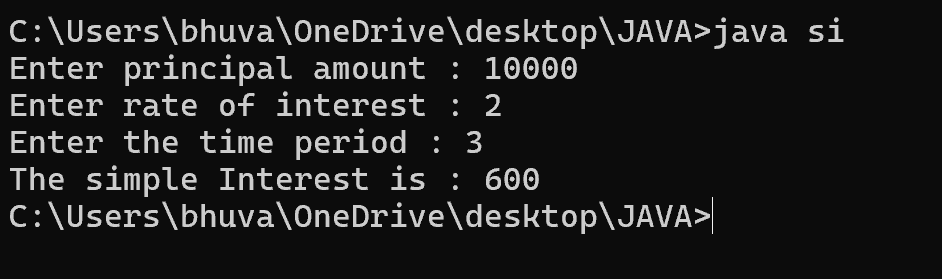 C:\Users\bhuva\OneDrive\desktop\JAVA>java si
Enter principal amount : 10000
Enter rate of interest : 2
Enter the time period : 3
The simple Interest is : 600
C:\Users\bhuva\OneDrive\desktop\JAVA>